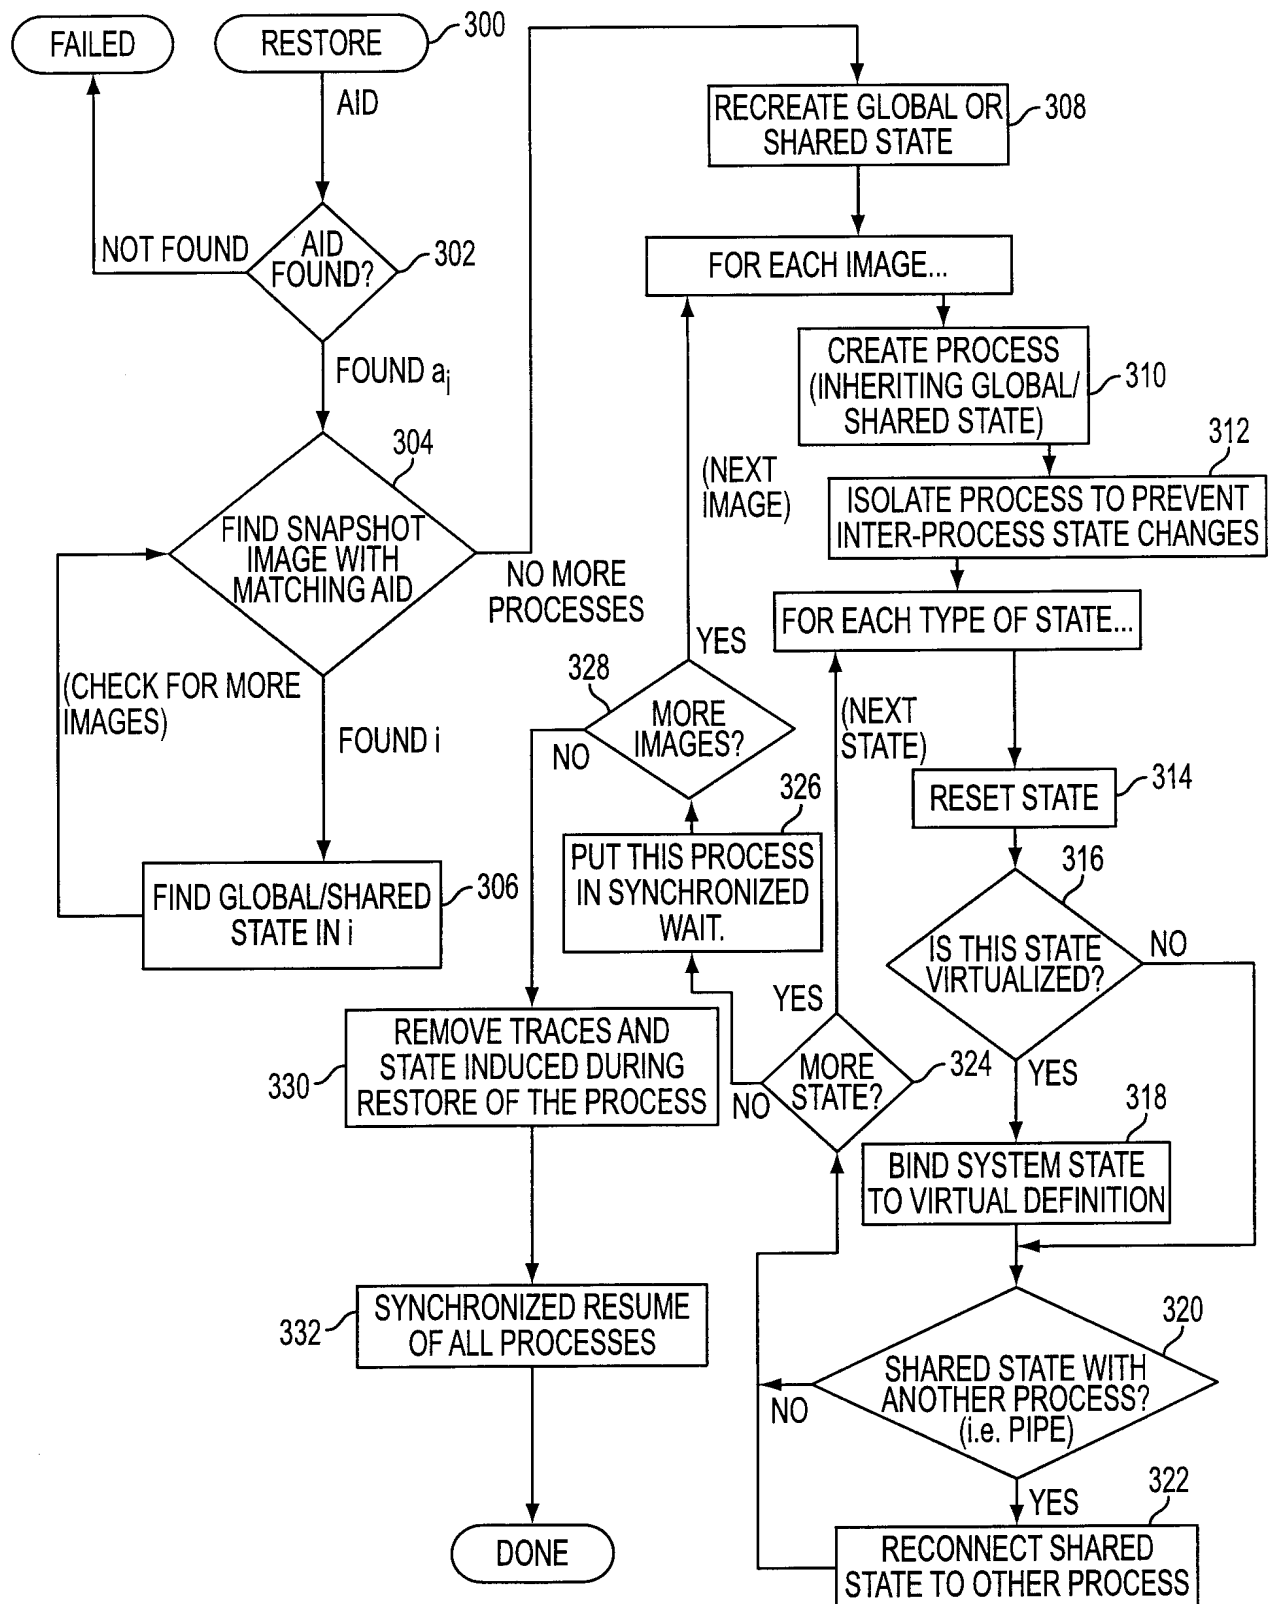 FAILED
RESTORE
300
AID
RECREATE GLOBAL OR
SHARED STATE
308
NOT FOUND
AID
FOUND?
302
FOR EACH IMAGE...
FOUND ai
CREATE PROCESS
(INHERITING GLOBAL/
SHARED STATE)
310
304
(NEXT
IMAGE)
312
ISOLATE PROCESS TO PREVENT
INTER-PROCESS STATE CHANGES
FIND SNAPSHOT
IMAGE WITH
MATCHING AID
NO MORE
PROCESSES
FOR EACH TYPE OF STATE...
YES
(CHECK FOR MORE
IMAGES)
FOUND i
328
MORE
IMAGES?
NO
(NEXT
STATE)
RESET STATE
314
326
PUT THIS PROCESS
IN SYNCHRONIZED
WAIT.
316
FIND GLOBAL/SHARED
STATE IN i
306
IS THIS STATE
VIRTUALIZED?
NO
YES
REMOVE TRACES AND
STATE INDUCED DURING
RESTORE OF THE PROCESS
330
MORE
STATE?
324
NO
YES
318
BIND SYSTEM STATE
TO VIRTUAL DEFINITION
SYNCHRONIZED RESUME
OF ALL PROCESSES
332
320
SHARED STATE WITH
ANOTHER PROCESS?
(i.e. PIPE)
NO
YES
322
DONE
RECONNECT SHARED
STATE TO OTHER PROCESS